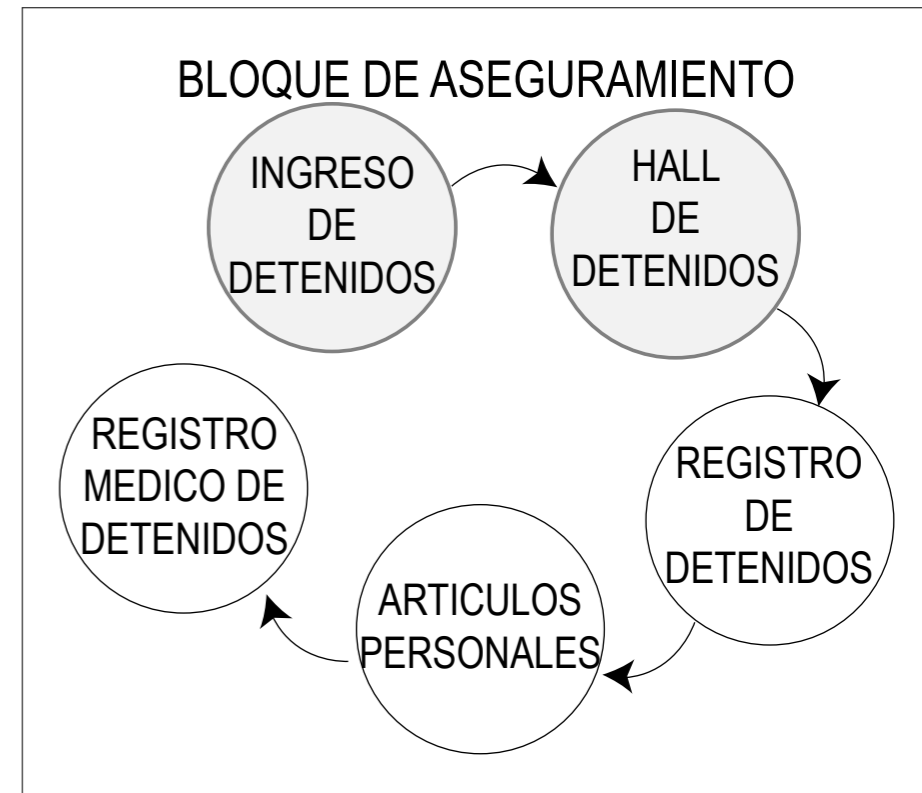 BLOQUE DE ASEGURAMIENTO
INGRESO
DE
DETENIDOS
HALL
DE
DETENIDOS
REGISTRO
DE
DETENIDOS
ARTICULOS
PERSONALES
REGISTRO
MEDICO DE
DETENIDOS